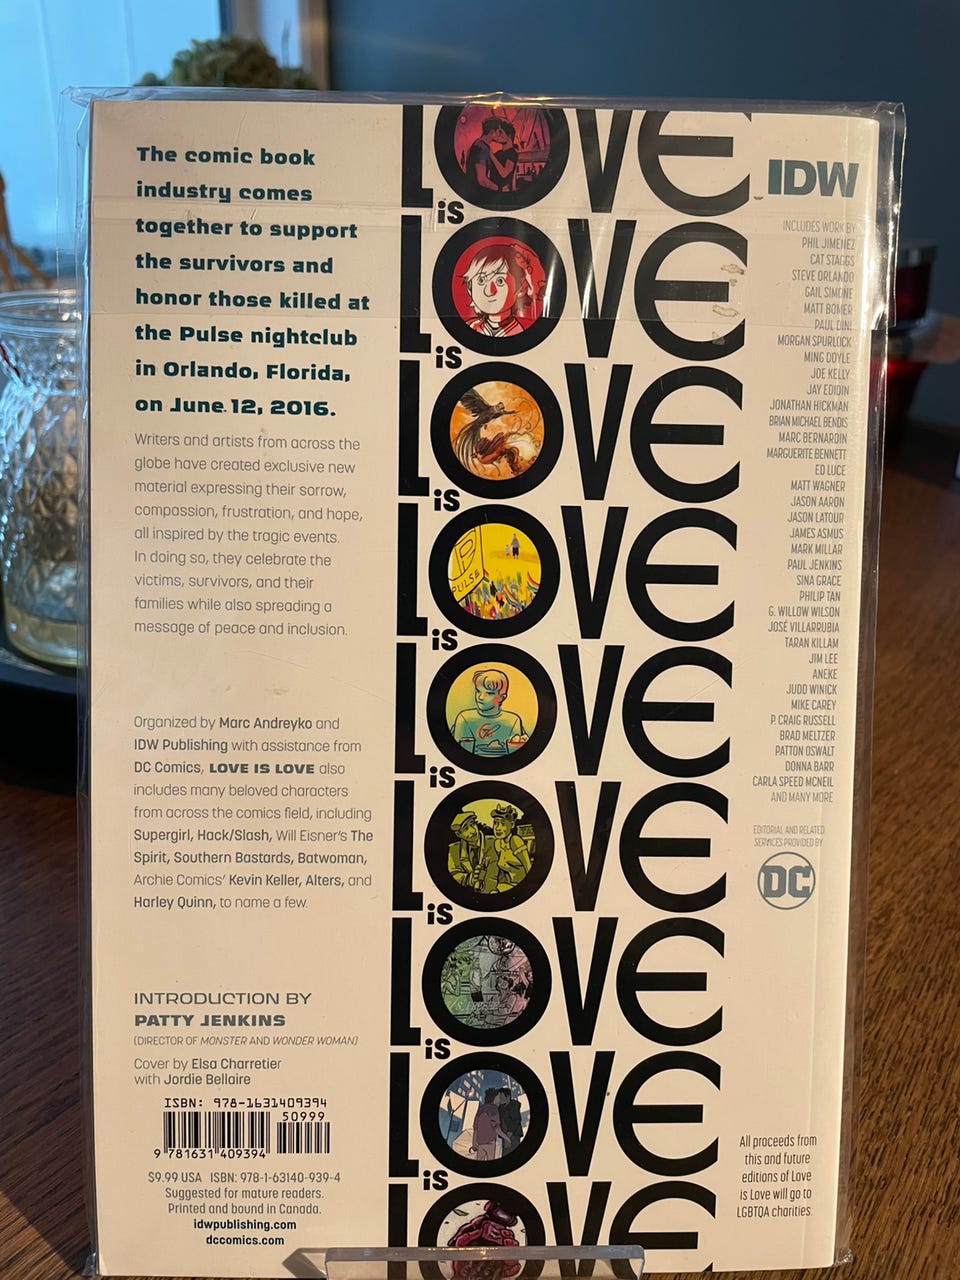 The comic book
industry comes
together to support
the survivors and
honor those killed at
the Pulse nightclub
in Orlando, Florida,
on June 12, 2016.
Writers and artists from across the
globe have created exclusive new
material expressing their sorrow,
compassion, frustration, and hope,
all inspired by the tragic events.
In doing so, they celebrate the
victims, survivors, and their
families while also spreading a
message of peace and inclusion.
Organized by Marc Andreyko and
IDW Publishing with assistance from
DC Comics, LOVE IS LOVE also
includes many beloved characters
from across the comics field, including
Supergirl, Hack/Slash, Will Eisner's The
Spirit, Southern Bastards, Batwoman,
Archie Comics' Kevin Keller, Alters, and
Harley Quinn, to name a few.
INTRODUCTION BY
PATTY JENKINS
(DIRECTOR OF MONSTER AND WONDER WOMAN)
Cover by Elsa Charretier
with Jordie Bellaire
ISBN: 978-1631409394
50999
9 781631 409394
$9.99 USA ISBN: 978-1-63140-939-4
Suggested for mature readers.
Printed and bound in Canada.
idwpublishing.com
dccomics.com
LOVE
iS
LOVE
iS
LOVE
iS
LOVE
PULSE
iS
LOVE
iS
LOVE
iS
LOVE
iS
LOVE
iS
LOVE
IDW
INCLUDES WORK BY
PHIL JIMENEZ
CAT STAGGS
STEVE ORLANDO
GAIL SIMONE
MATT BOMER
PAUL DINI
MORGAN SPURLOCK
MING DOYLE
JOE KELLY
JAY EDIDIN
JONATHAN HICKMAN
BRIAN MICHAEL BENDIS
MARC BERNARDIN
MARGUERITE BENNETT
ED LUCE
MATT WAGNER
JASON AARON
JASON LATOUR
JAMES ASMUS
MARK MILLAR
PAUL JENKINS
SINA GRACE
PHILIP TAN
G. WILLOW WILSON
JOSÉ VILLARRUBIA
TARAN KILLAM
JIM LEE
ANEKE
JUDD WINICK
MIKE CAREY
P. CRAIG RUSSELL
BRAD MELTZER
PATTON OSWALT
DONNA BARR
CARLA SPEED MCNEIL
AND MANY MORE
EDITORIAL AND RELATED
SERVICES PROVIDED BY
DC
All proceeds from
this and future
editions of Love
is Love will go to
LGBTQA charities.